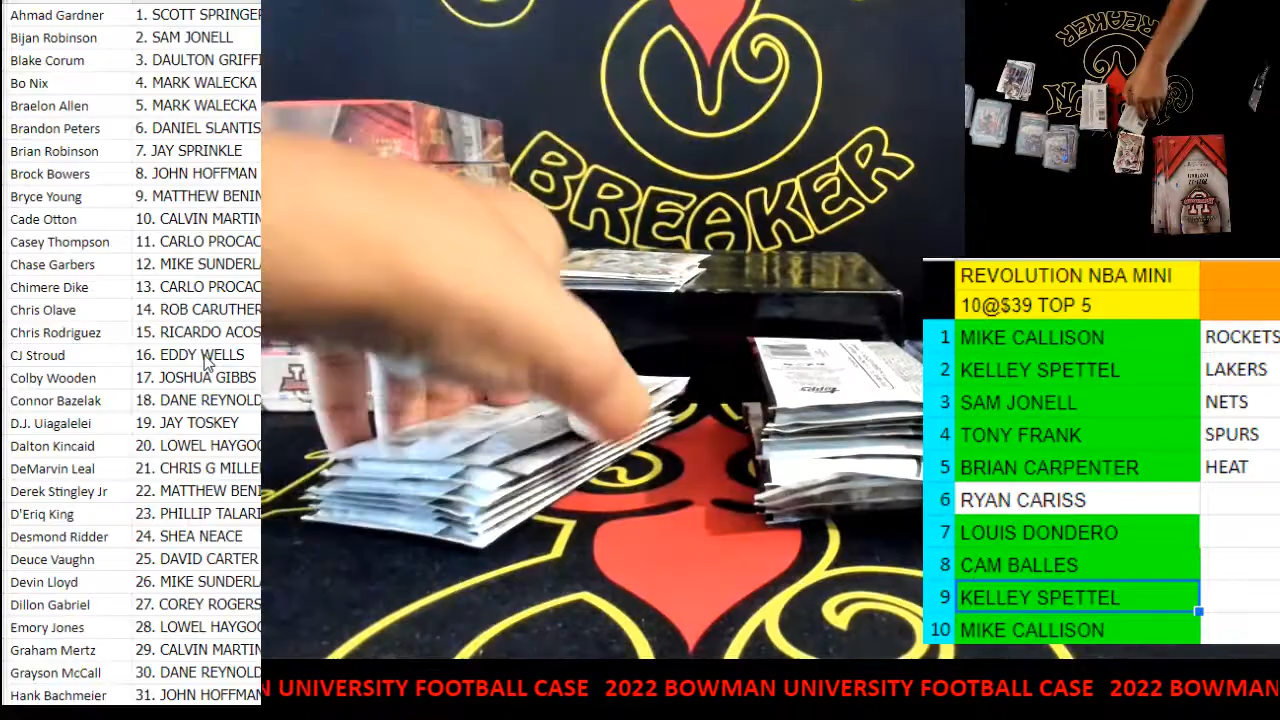 Ahmad Gardner 1. SCOTT SPRINGER
Bijan Robinson 2. SAM JONELL
Blake Corum 3. DAULTON GRIFFI
Bo Nix 4. MARK WALECKA
Braelon Allen 5. MARK WALECKA
Brandon Peters 6. DANIEL SLANTIS
Brian Robinson 7. JAY SPRINKLE
Brock Bowers 8. JOHN HOFFMAN
Bryce Young 9. MATTHEW BENIN
Cade Otton 10. CALVIN MARTIN
Casey Thompson 11. CARLO PROCAC
Chase Garbers 12. MIKE SUNDERL
Chimere Dike 13. CARLO PROCAC
Chris Olave 14. ROB CARUTHER
Chris Rodriguez 15. RICARDO ACOS
CJ Stroud 16. EDDY WELLS
Colby Wooden 17. JOSHUA GIBBS
Connor Bazelak 18. DANE REYNOLD
D.J. Uiagalelei 19. JAY TOSKEY
Dalton Kincaid 20. LOWEL HAYGOO
DeMarvin Leal 21. CHRIS G MILLE
Derek Stingley Jr 22. MATTHEW BENI
D'Eriq King 23. PHILLIP TALARI
Desmond Ridder 24. SHEA NEACE
Deuce Vaughn 25. DAVID CARTER
Devin Lloyd 26. MIKE SUNDERL
Dillon Gabriel 27. COREY ROGERS
Emory Jones 28. LOWEL HAYGOO
Graham Mertz 29. CALVIN MARTIN
Grayson McCall 30. DANE REYNOLD
Hank Bachmeier 31. JOHN HOFFMAN
BREAKER
BREAKER
Topps
REVOLUTION NBA MINI
10@$39 TOP 5
1 MIKE CALLISON ROCKETS
2 KELLEY SPETTEL LAKERS
3 SAM JONELL NETS
4 TONY FRANK SPURS
5 BRIAN CARPENTER HEAT
6 RYAN CARISS
7 LOUIS DONDERO
8 CAM BALLES
9 KELLEY SPETTEL
10 MIKE CALLISON
N UNIVERSITY FOOTBALL CASE 2022 BOWMAN UNIVERSITY FOOTBALL CASE 2022 BOWMAN